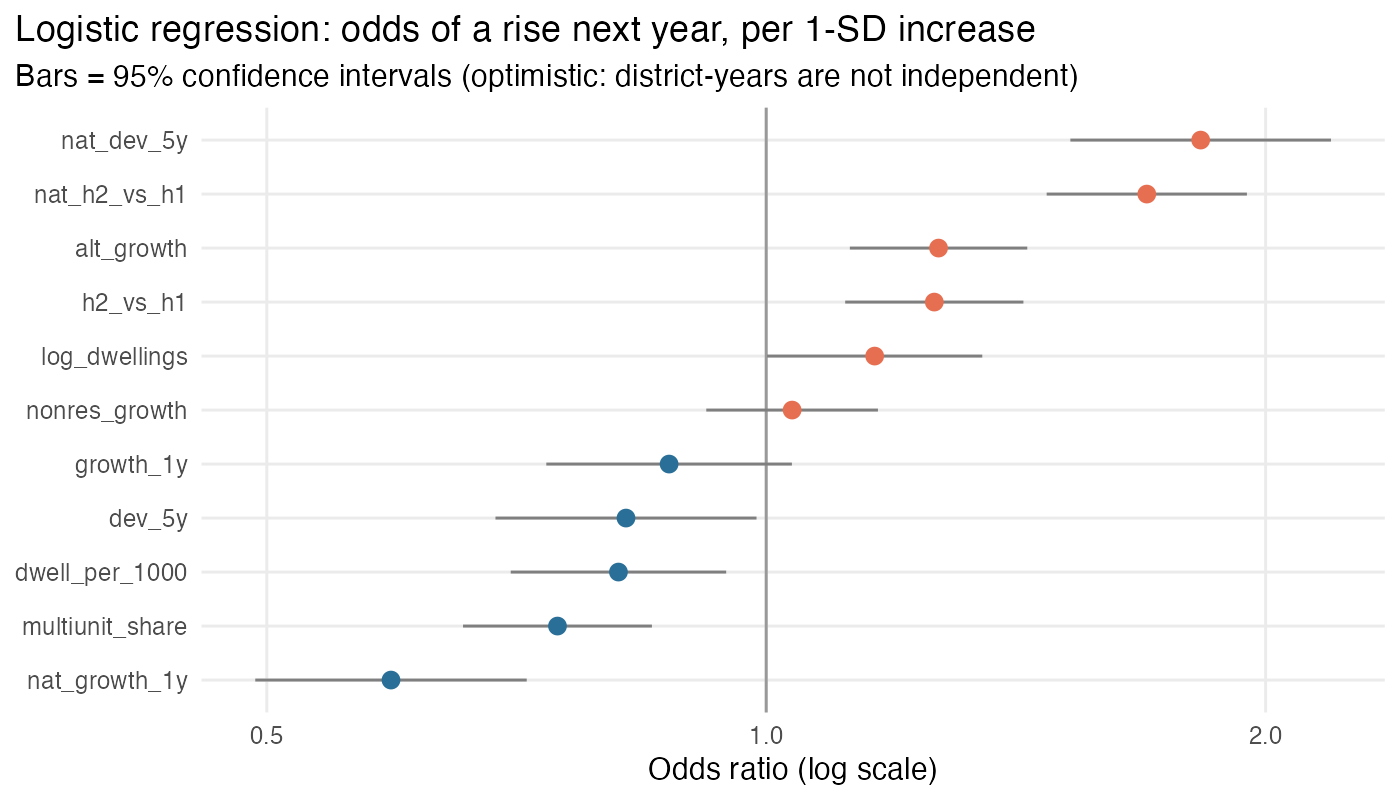 Logistic regression: odds of a rise next year, per 1-SD increase
Bars = 95% confidence intervals (optimistic: district-years are not independent)
nat_dev_5y
nat_h2_vs_h1
alt_growth
h2_vs_h1
log_dwellings
nonres_growth
growth_1y
dev_5y
dwell_per_1000
multiunit_share
nat_growth_1y
0.5 1.0 2.0
Odds ratio (log scale)